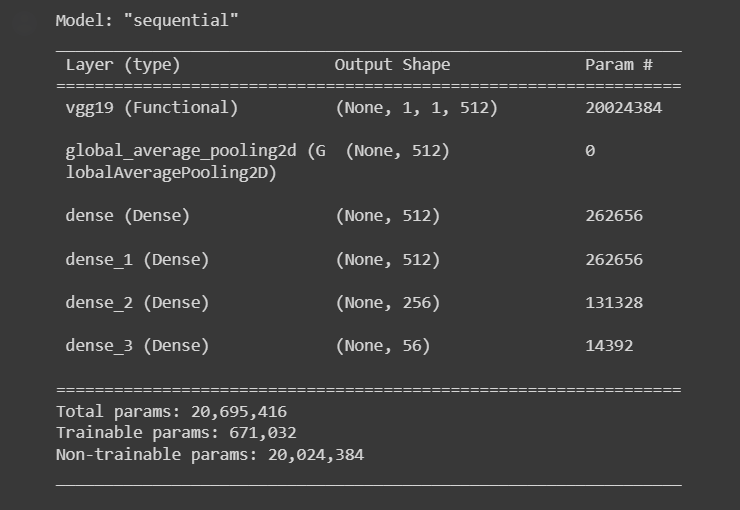 Model: "sequential"
Layer (type) Output Shape Param #
=================================================================
vgg19 (Functional) (None, 1, 1, 512) 20024384
global_average_pooling2d (G (None, 512) 0
lobalAveragePooling2D)
dense (Dense) (None, 512) 262656
dense_1 (Dense) (None, 512) 262656
dense_2 (Dense) (None, 256) 131328
dense_3 (Dense) (None, 56) 14392
=================================================================
Total params: 20,695,416
Trainable params: 671,032
Non-trainable params: 20,024,384